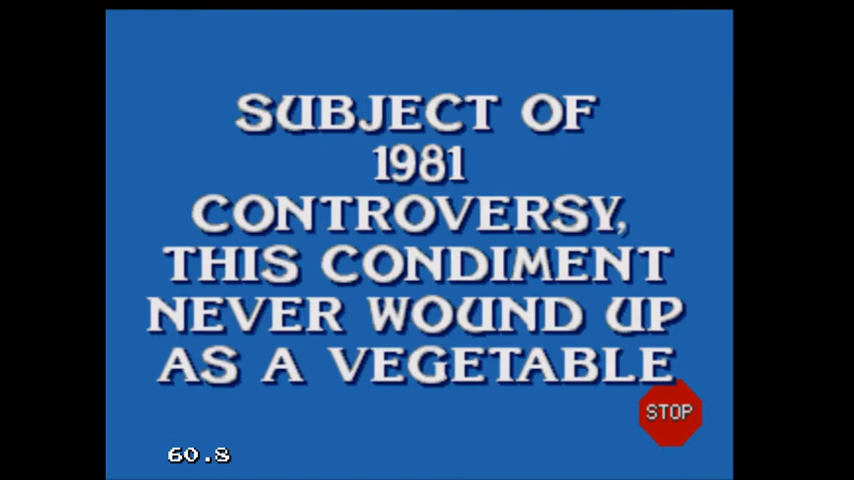 SUBJECT OF
1981
CONTROVERSY,
THIS CONDIMENT
NEVER WOUND UP
AS A VEGETABLE
STOP
60.8